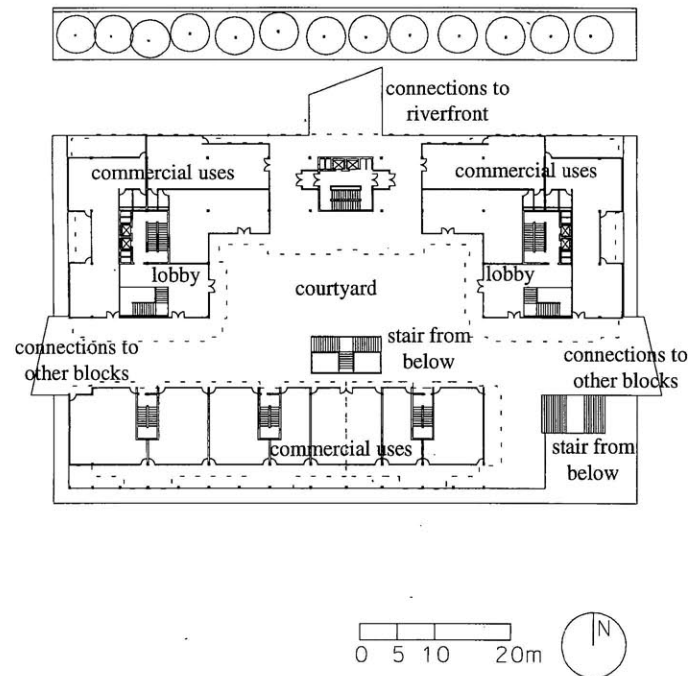 connections to
riverfront
commercial uses
commercial uses
lobby
lobby
courtyard
connections to
other blocks
stair from
below
connections to
other blocks
commercial uses
stair from
below
0 5 10 20m
N